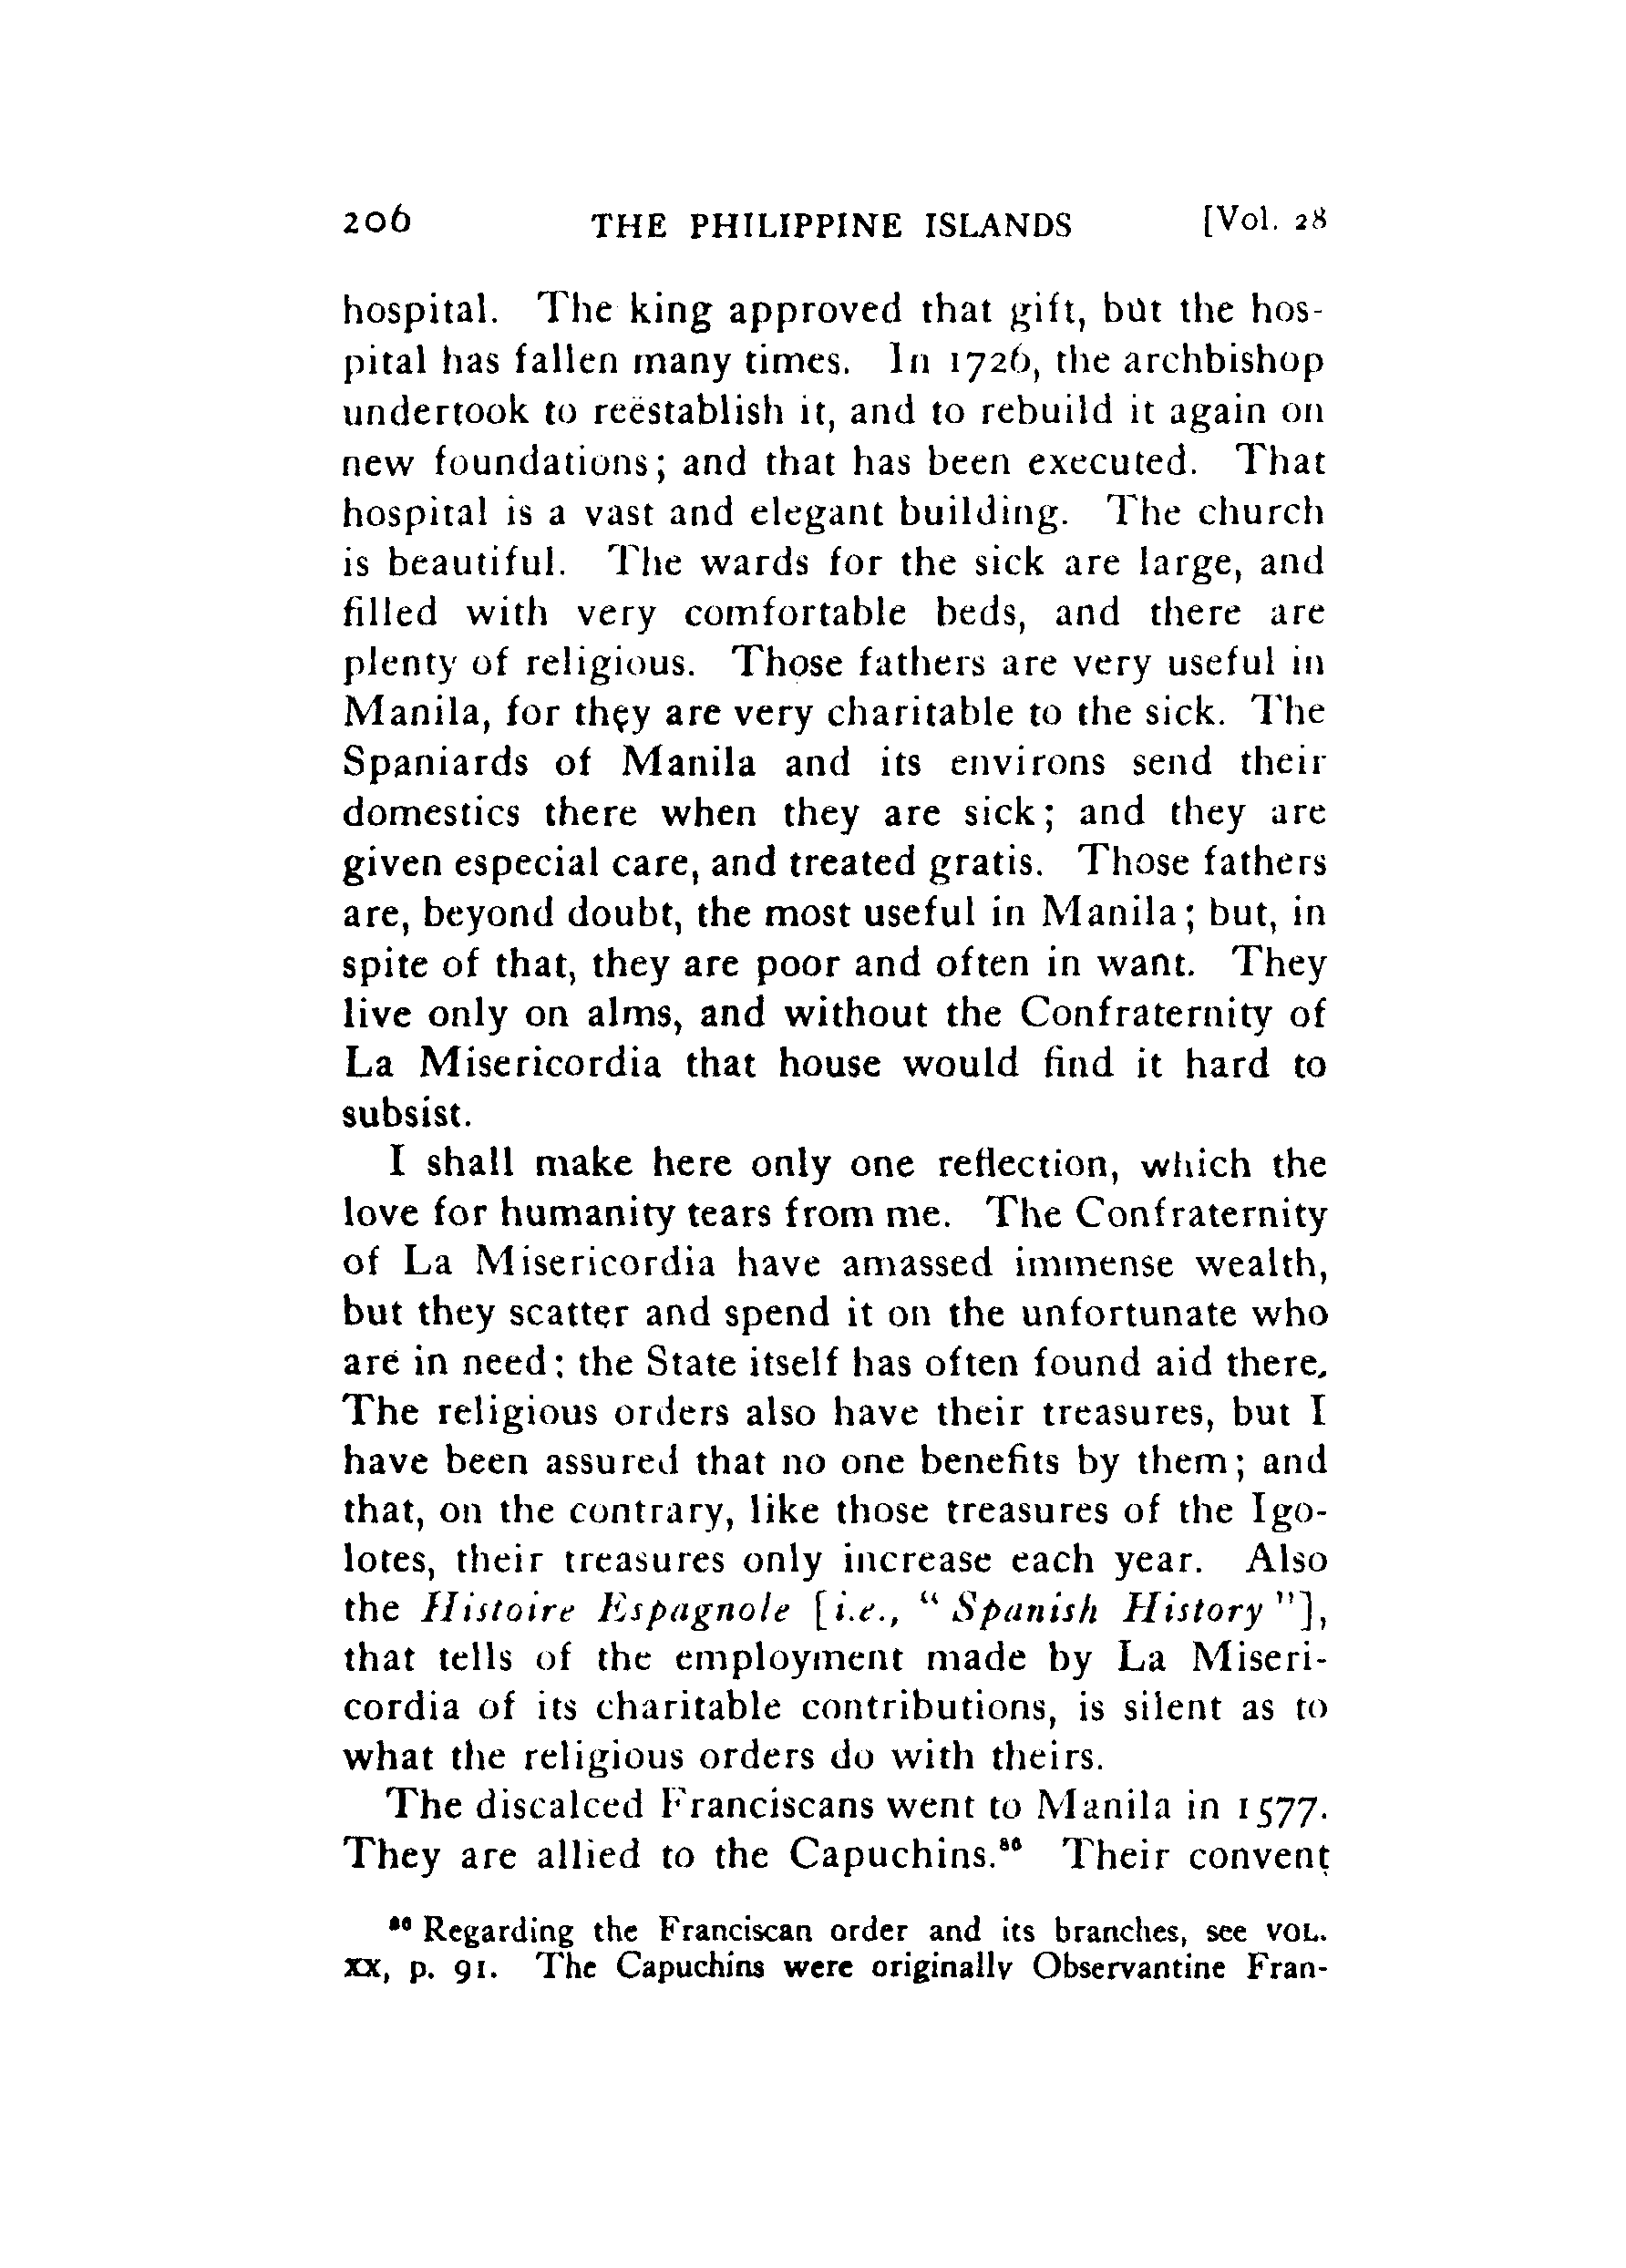 206 THE PHILIPPINE ISLANDS [Vol. 28
hospital. The king approved that gift, but the hos-
pital has fallen many times. In 1726, the archbishop
undertook to reëstablish it, and to rebuild it again on
new foundations; and that has been executed. That
hospital is a vast and elegant building. The church
is beautiful. The wards for the sick are large, and
filled with very comfortable beds, and there are
plenty of religious. Those fathers are very useful in
Manila, for they are very charitable to the sick. The
Spaniards of Manila and its environs send their
domestics there when they are sick; and they are
given especial care, and treated gratis. Those fathers
are, beyond doubt, the most useful in Manila; but, in
spite of that, they are poor and often in want. They
live only on alms, and without the Confraternity of
La Misericordia that house would find it hard to
subsist.
I shall make here only one reflection, which the
love for humanity tears from me. The Confraternity
of La Misericordia have amassed immense wealth,
but they scatter and spend it on the unfortunate who
are in need: the State itself has often found aid there.
The religious orders also have their treasures, but I
have been assured that no one benefits by them; and
that, on the contrary, like those treasures of the Igo-
lotes, their treasures only increase each year. Also
the Histoire Espagnole [i.e., “Spanish History”],
that tells of the employment made by La Miseri-
cordia of its charitable contributions, is silent as to
what the religious orders do with theirs.
The discalced Franciscans went to Manila in 1577.
They are allied to the Capuchins.⁸⁶ Their convent
Regarding the Franciscan order and its branches, see VOL.
XX, p. 91. The Capuchins were originally Observantine Fran-